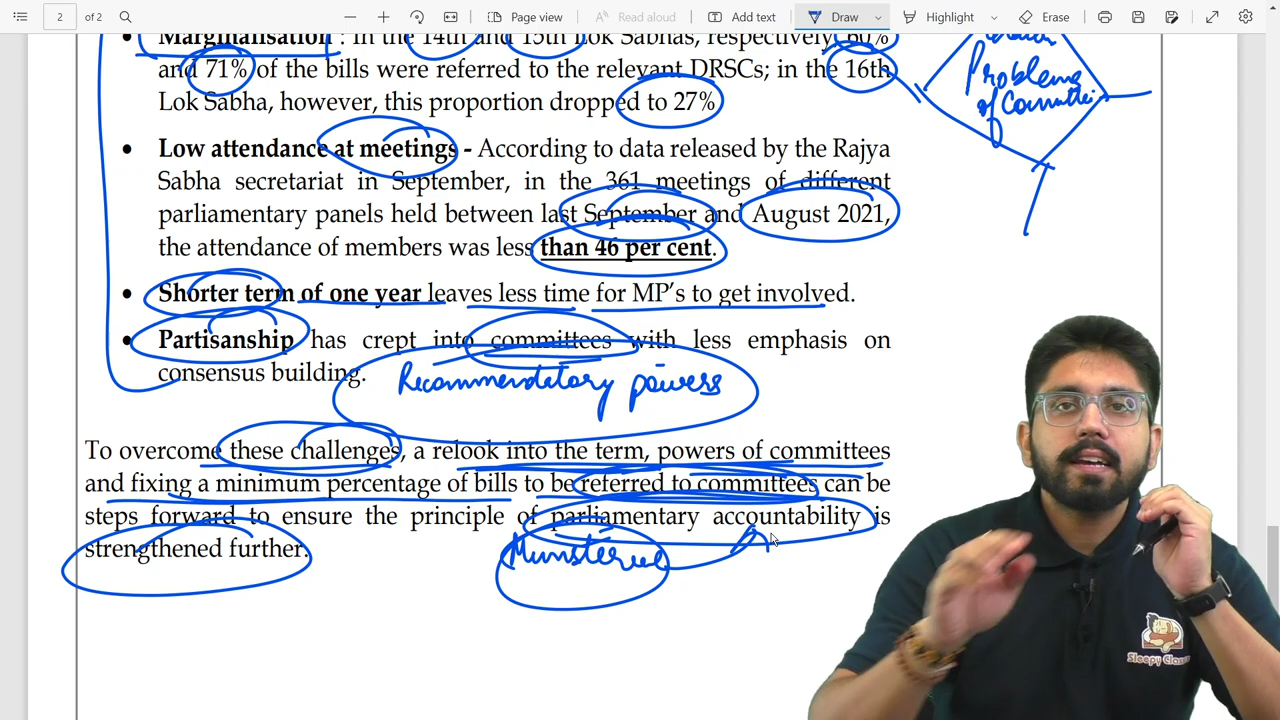 2 of 2 Page view Read aloud Add text Draw Highlight Erase
• Marginalisation : In the 14th and 15th Lok Sabhas, respectively, 60%
and 71% of the bills were referred to the relevant DRSCs; in the 16th
Lok Sabha, however, this proportion dropped to 27%
Problems
of Committe
• Low attendance at meetings - According to data released by the Rajya
Sabha secretariat in September, in the 361 meetings of different
parliamentary panels held between last September and August 2021,
the attendance of members was less than 46 per cent.
• Shorter term of one year leaves less time for MP's to get involved.
• Partisanship has crept into committees with less emphasis on
consensus building.
Recommendatory powers
To overcome these challenges, a relook into the term, powers of committees
and fixing a minimum percentage of bills to be referred to committees can be
steps forward to ensure the principle of parliamentary accountability is
strengthened further.
Sleepy Classes